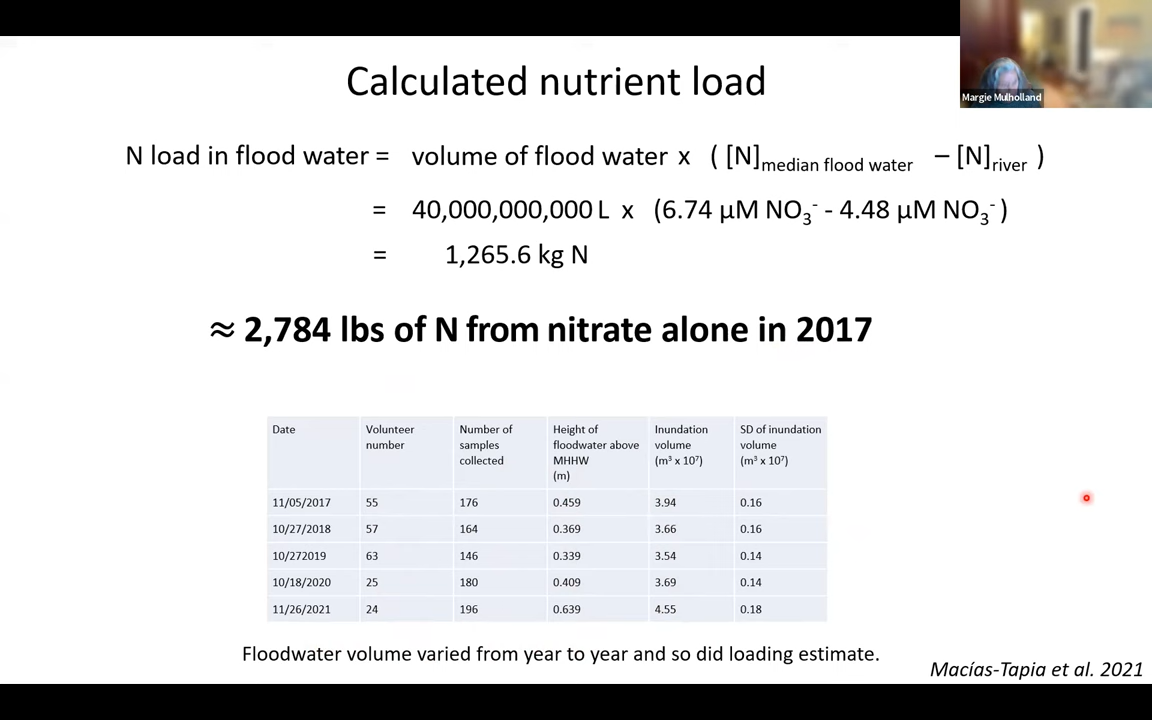 Calculated nutrient load
Margie Mulholland
N load in flood water = volume of flood water x ( [N]median flood water – [N]river )
= 40,000,000,000 L x (6.74 µM NO₃⁻ - 4.48 µM NO₃⁻ )
= 1,265.6 kg N
≈ 2,784 lbs of N from nitrate alone in 2017
Date Volunteer number Number of samples collected Height of floodwater above MHHW (m) Inundation volume (m³ x 10⁷) SD of inundation volume (m³ x 10⁷)
11/05/2017 55 176 0.459 3.94 0.16
10/27/2018 57 164 0.369 3.66 0.16
10/272019 63 146 0.339 3.54 0.14
10/18/2020 25 180 0.409 3.69 0.14
11/26/2021 24 196 0.639 4.55 0.18
Floodwater volume varied from year to year and so did loading estimate.
Macías-Tapia et al. 2021